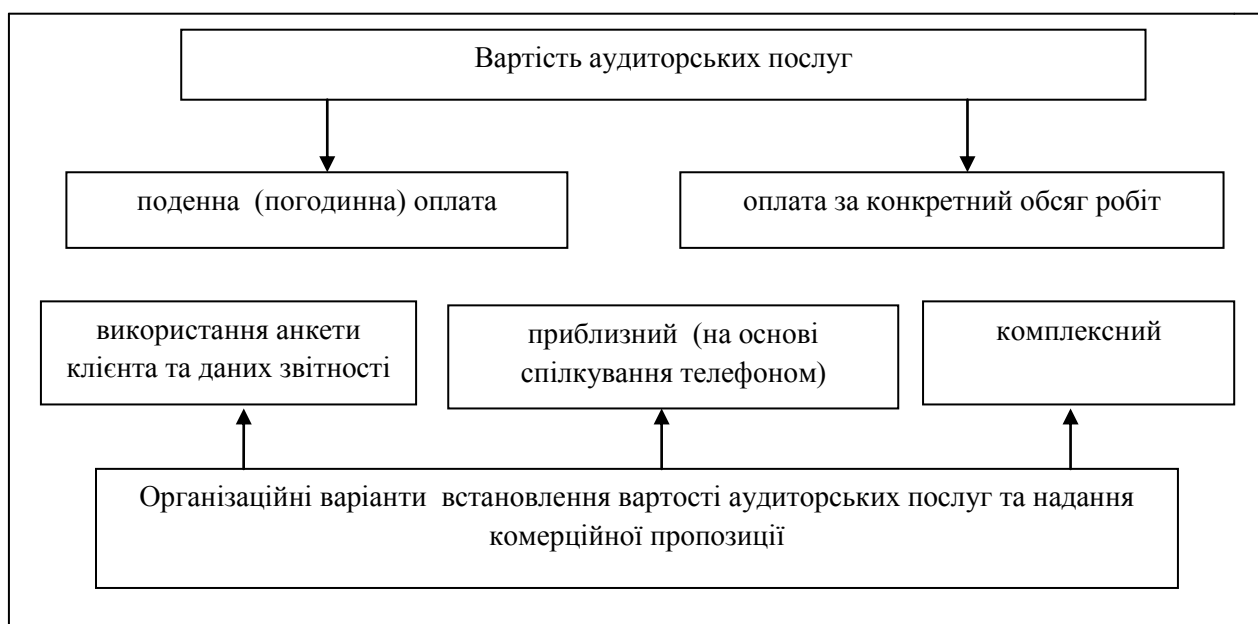 Вартість аудиторських послуг
поденна (погодинна) оплата
оплата за конкретний обсяг робіт
використання анкети
клієнта та даних звітності
приблизний (на основі
спілкування телефоном)
комплексний
Організаційні варіанти встановлення вартості аудиторських послуг та надання
комерційної пропозиції